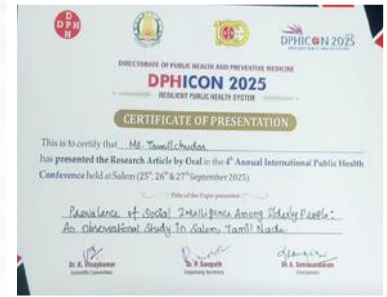 DPH
DPHICON 2025
DIRECTORATE OF PUBLIC HEALTH AND PREVENTIVE MEDICINE
DPHICON 2025
RESILIENT PUBLIC HEALTH SYSTEM
CERTIFICATE OF PRESENTATION
This is to certify that Ms. Tamilchudar
has presented the Research Article by Oral in the 4th Annual International Public Health
Conference held at Salem (25th, 26th & 27th September 2025)
Title of the Paper presented
Prevalence of Social Intelligence Among Elderly People:
An Observational Study in Salem, Tamil Nadu
Dr. K. Vinaykumar
Dr. P. Sampath
Dr. A. Somasundaram
Scientific Committee
Organising Secretary
Chairperson